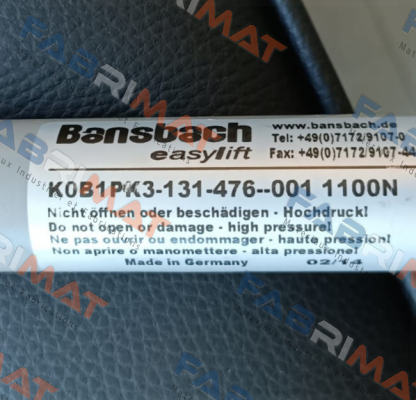 Bansbach
easylift
www.bansbach.de
Tel: +49(0)7172/9107-0
Fax: +49(0)7172/9107-44
K0B1PK3-131-476--001 1100N
Nicht öffnen oder beschädigen - Hochdruck!
Do not open or damage - high pressure!
Ne pas ouvrir ou endommager - haute pression!
Non aprire o manomettere - alta pressione!
Made in Germany 02/14
FABRIMAT
FABRIMAT
FABRIMAT